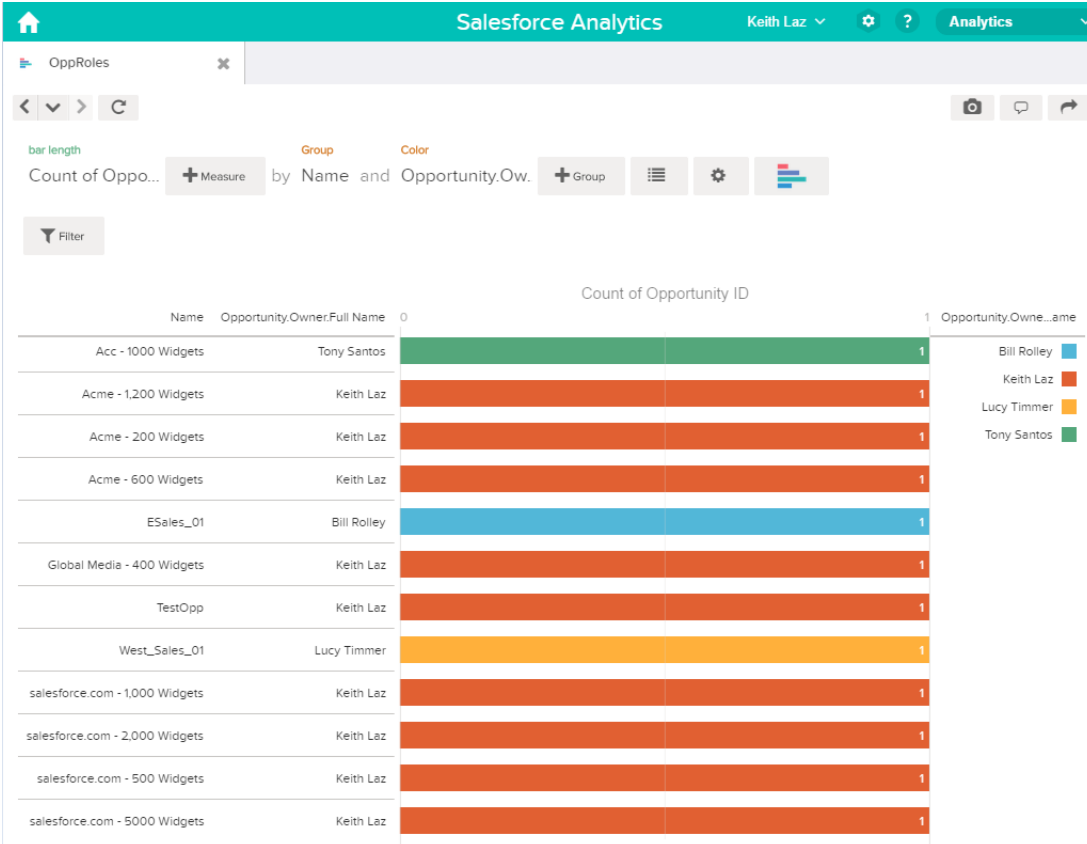 Salesforce Analytics Keith Laz ? Analytics
OppRoles
bar length Group Color
Count of Oppo... Measure by Name and Opportunity.Ow. Group
Filter
Count of Opportunity ID
Name Opportunity.Owner.Full Name 0 1 Opportunity.Owne...ame
Acc - 1000 Widgets Tony Santos 1 Bill Rolley
Keith Laz
Acme - 1,200 Widgets Keith Laz 1
Lucy Timmer
Acme - 200 Widgets Keith Laz 1 Tony Santos
Acme - 600 Widgets Keith Laz 1
ESales_01 Bill Rolley 1
Global Media - 400 Widgets Keith Laz 1
TestOpp Keith Laz 1
West_Sales_01 Lucy Timmer 1
salesforce.com - 1,000 Widgets Keith Laz 1
salesforce.com - 2,000 Widgets Keith Laz 1
salesforce.com - 500 Widgets Keith Laz 1
salesforce.com - 5000 Widgets Keith Laz 1